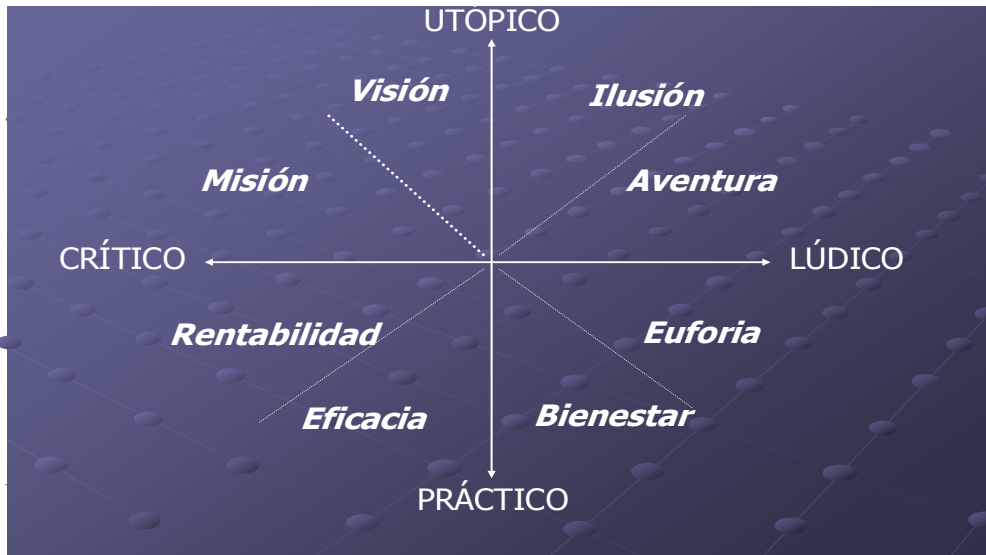 UTÓPICO
Visión
Ilusión
Misión
Aventura
CRÍTICO
LÚDICO
Rentabilidad
Euforia
Eficacia
Bienestar
PRÁCTICO